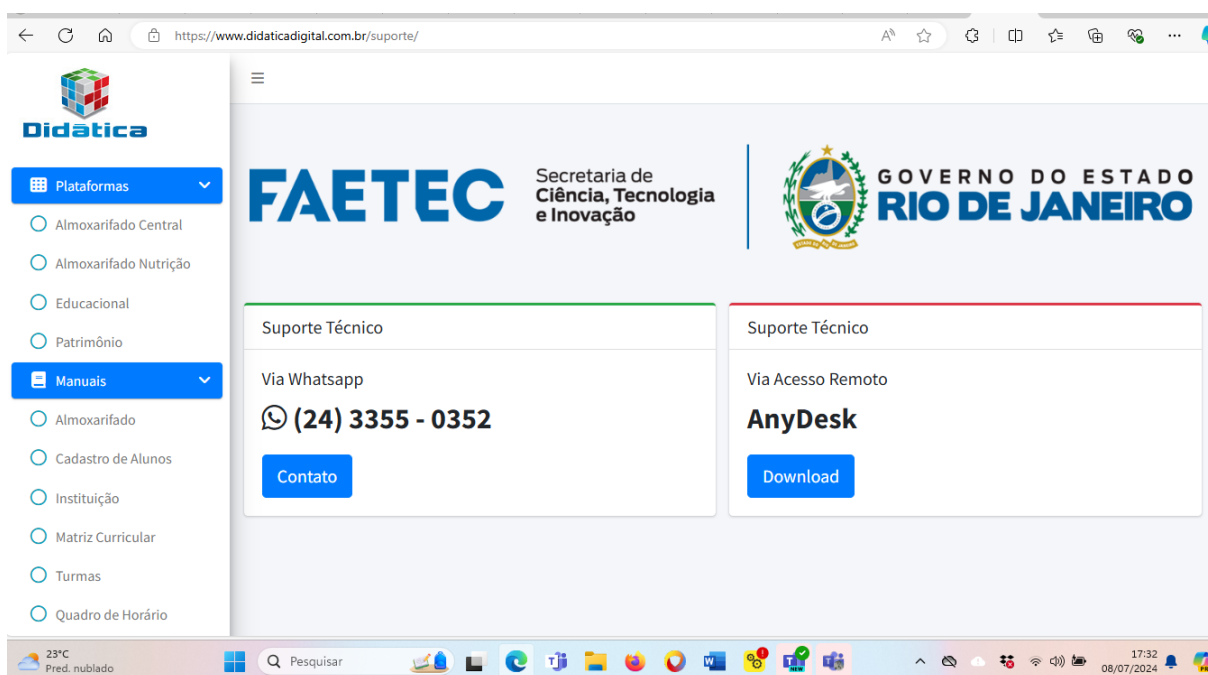 https://www.didaticadigital.com.br/suporte/
Didática
Plataformas
Almoxarifado Central
Almoxarifado Nutrição
Educacional
Patrimônio
Manuais
Almoxarifado
Cadastro de Alunos
Instituição
Matriz Curricular
Turmas
Quadro de Horário
FAETEC
Secretaria de
Ciência, Tecnologia
e Inovação
GOVERNO DO ESTADO
RIO DE JANEIRO
Suporte Técnico
Via Whatsapp
(24) 3355 - 0352
Contato
Suporte Técnico
Via Acesso Remoto
AnyDesk
Download
23°C
Pred. nublado
Pesquisar
NEW
17:32
08/07/2024